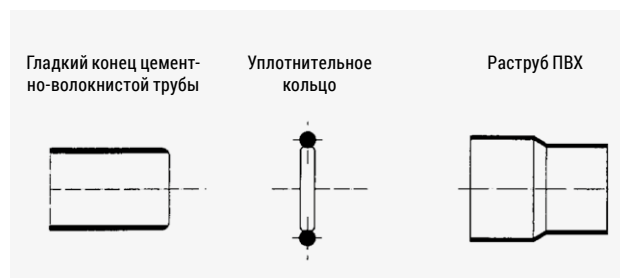 Гладкий конец цемент-
но-волокнистой трубы
Уплотнительное
кольцо
Раструб ПВХ